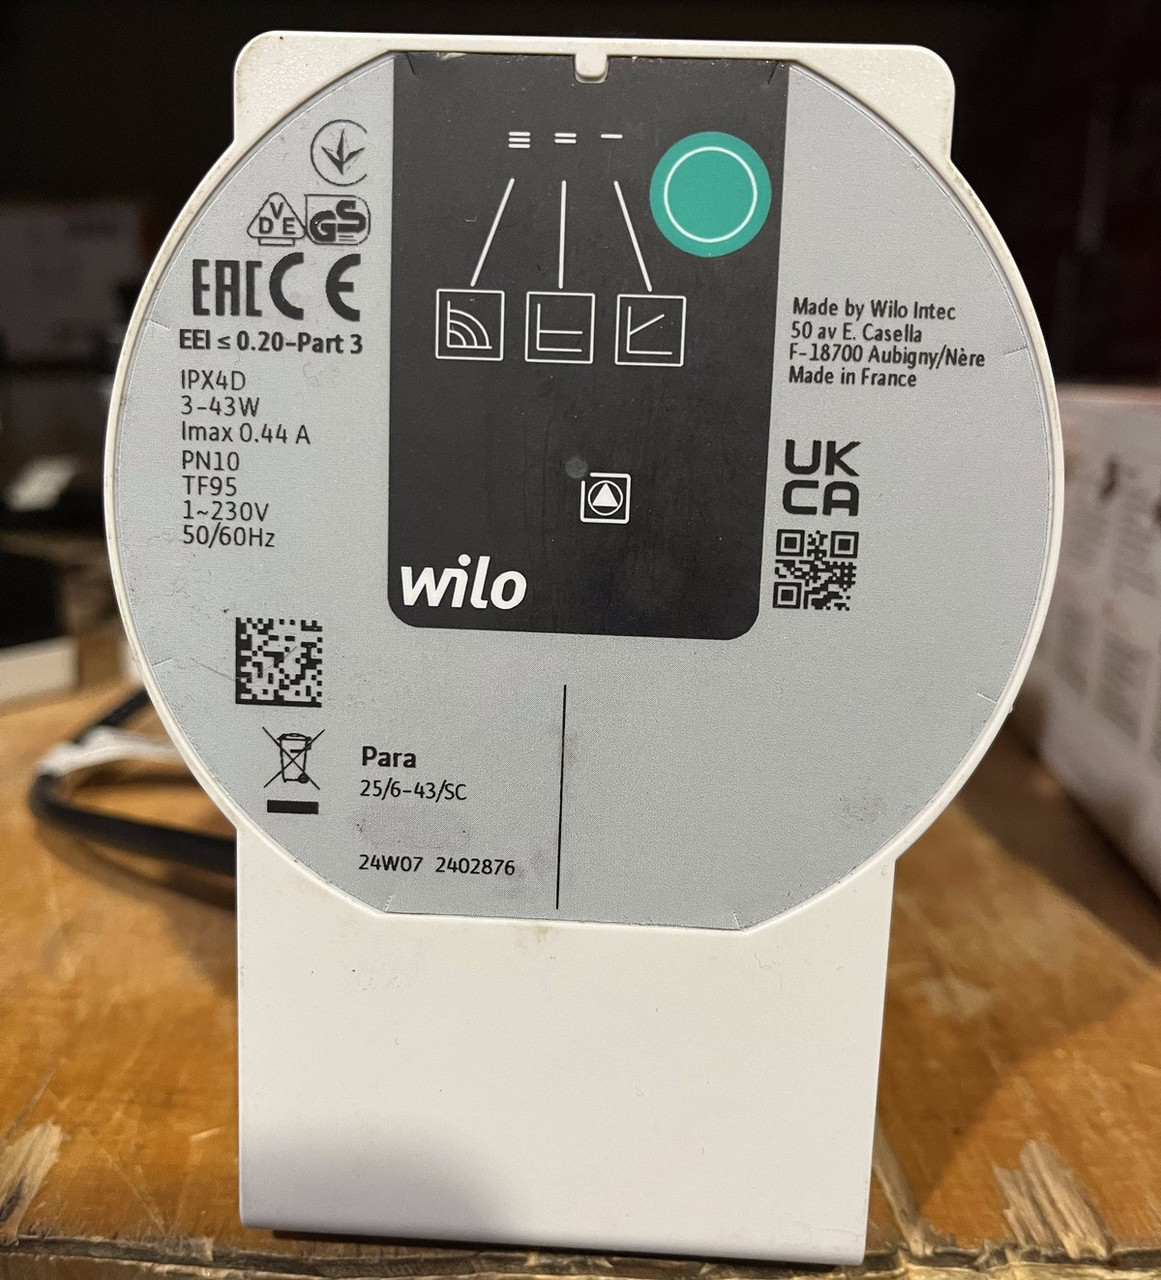 VDE
GS
EAC CE
EEI ≤ 0.20-Part 3
IPX4D
3-43W
Imax 0.44 A
PN10
TF95
1~230V
50/60Hz
wilo
Made by Wilo Intec
50 av E. Casella
F-18700 Aubigny/Nère
Made in France
UK
CA
Para
25/6-43/SC
24W07 2402876